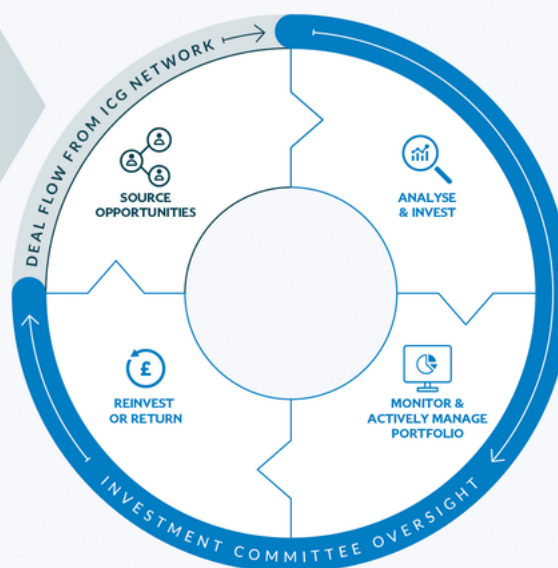 DEAL FLOW FROM ICG NETWORK
SOURCE
OPPORTUNITIES
ANALYSE
& INVEST
£
REINVEST
OR RETURN
MONITOR &
ACTIVELY MANAGE
PORTFOLIO
INVESTMENT COMMITTEE OVERSIGHT